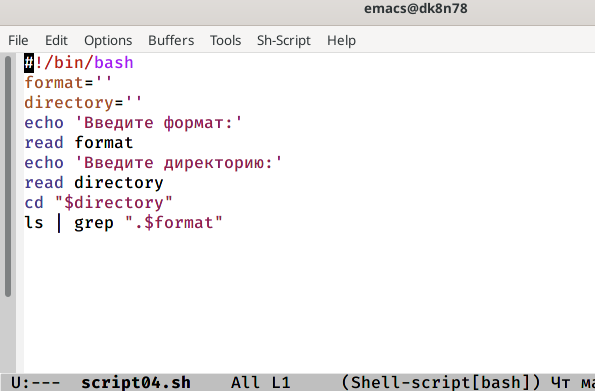 emacs@dk8n78
File Edit Options Buffers Tools Sh-Script Help
#!/bin/bash
format=''
directory=''
echo 'Введите формат:'
read format
echo 'Введите директорию:'
read directory
cd "$directory"
ls | grep ".$format"
U:--- script04.sh All L1 (Shell-script[bash]) Чт